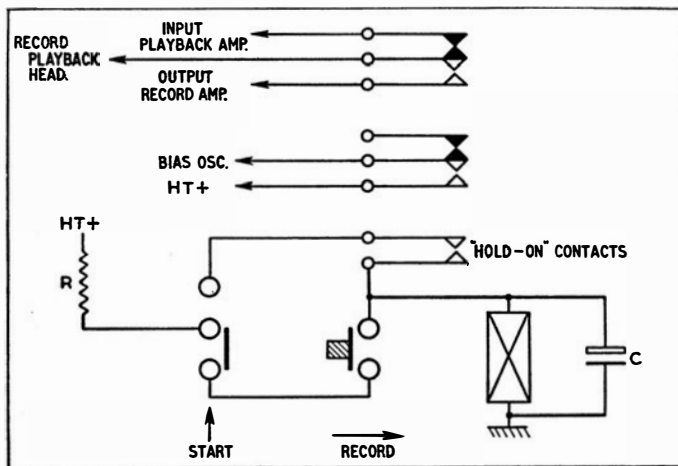 INPUT
PLAYBACK AMP.
RECORD
PLAYBACK
HEAD.
OUTPUT
RECORD AMP.
BIAS OSC.
HT+
HT+
"HOLD-ON" CONTACTS
R
C
START
RECORD